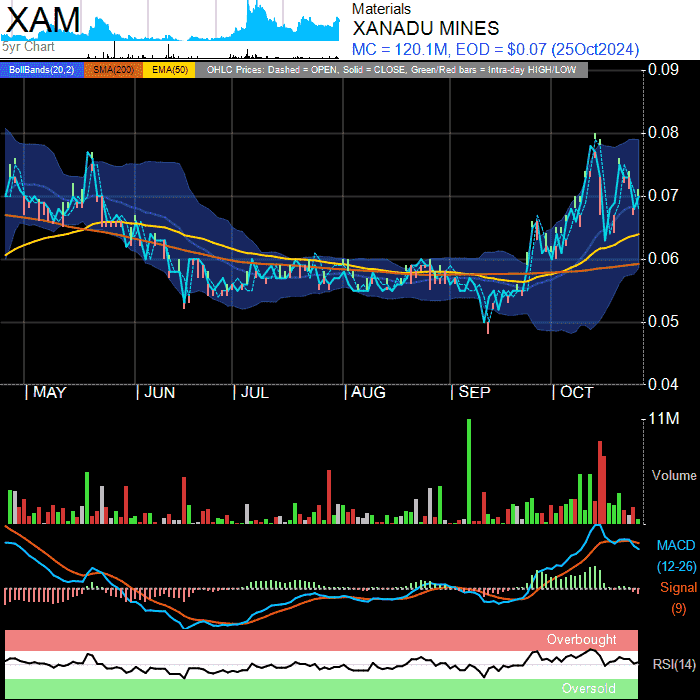 XAM
5yr Chart
Materials
XANADU MINES
MC = 120.1M, EOD = $0.07 (25Oct2024)
BollBands(20,2) SMA(200) EMA(50) OHLC Prices: Dashed = OPEN, Solid = CLOSE, Green/Red bars = Intra-day HIGH/LOW
0.09
0.08
0.07
0.06
0.05
0.04
| MAY | JUN | JUL | AUG | SEP | OCT
11M
Volume
MACD
(12-26)
Signal
(9)
Overbought
RSI(14)
Oversold